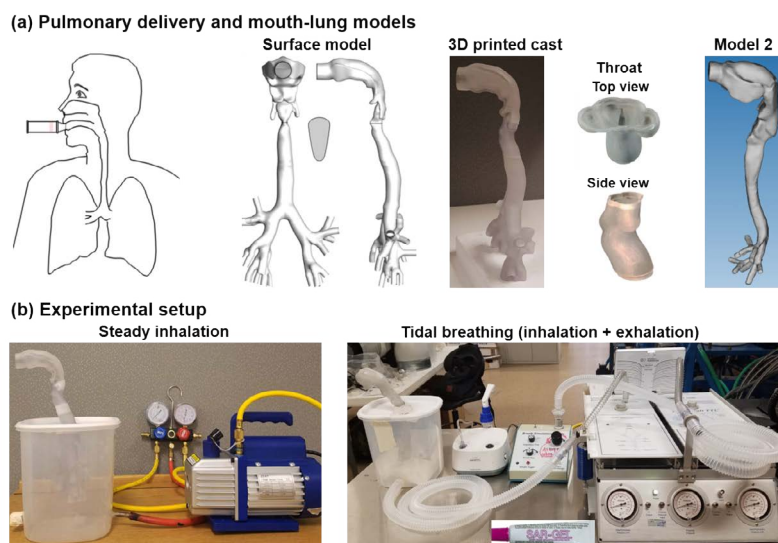 (a) Pulmonary delivery and mouth-lung models
Surface model
3D printed cast
Throat
Top view
Side view
Model 2
(b) Experimental setup
Steady inhalation
Tidal breathing (inhalation + exhalation)
SAR-GEL